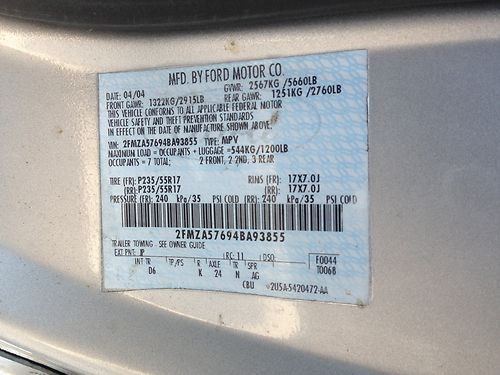 MFD. BY FORD MOTOR CO.
DATE: 04/04 GVWR: 2567KG /5660LB
FRONT GAWR: 1322KG/2915LB REAR GAWR: 1251KG /2760LB
THIS VEHICLE CONFORMS TO ALL APPLICABLE FEDERAL MOTOR
VEHICLE SAFETY AND THEFT PREVENTION STANDARDS
IN EFFECT ON THE DATE OF MANUFACTURE SHOWN ABOVE.
VIN: 2FMZA57694BA93855 TYPE: MPV
MAXIMUM LOAD = OCCUPANTS + LUGGAGE =544KG/1200LB
OCCUPANTS = 7 TOTAL: 2 FRONT, 2 2ND, 3 REAR
TIRE (FR): P235/55R17 RIMS (FR): 17X7.0J
(RR): P235/55R17 (RR): 17X7.0J
PRESSURE (FR): 240 kPa/35 PSI COLD (RR): 240 kPa/35 PSI COLD
2FMZA57694BA93855
TRAILER TOWING - SEE OWNER GUIDE
EXT PNT: JP RC: 11 DSO: F0044
INT TR TP/PS R AXLE TR SPR T0068
D6 K 24 N AG
CBU 2U5A-5420472-AA